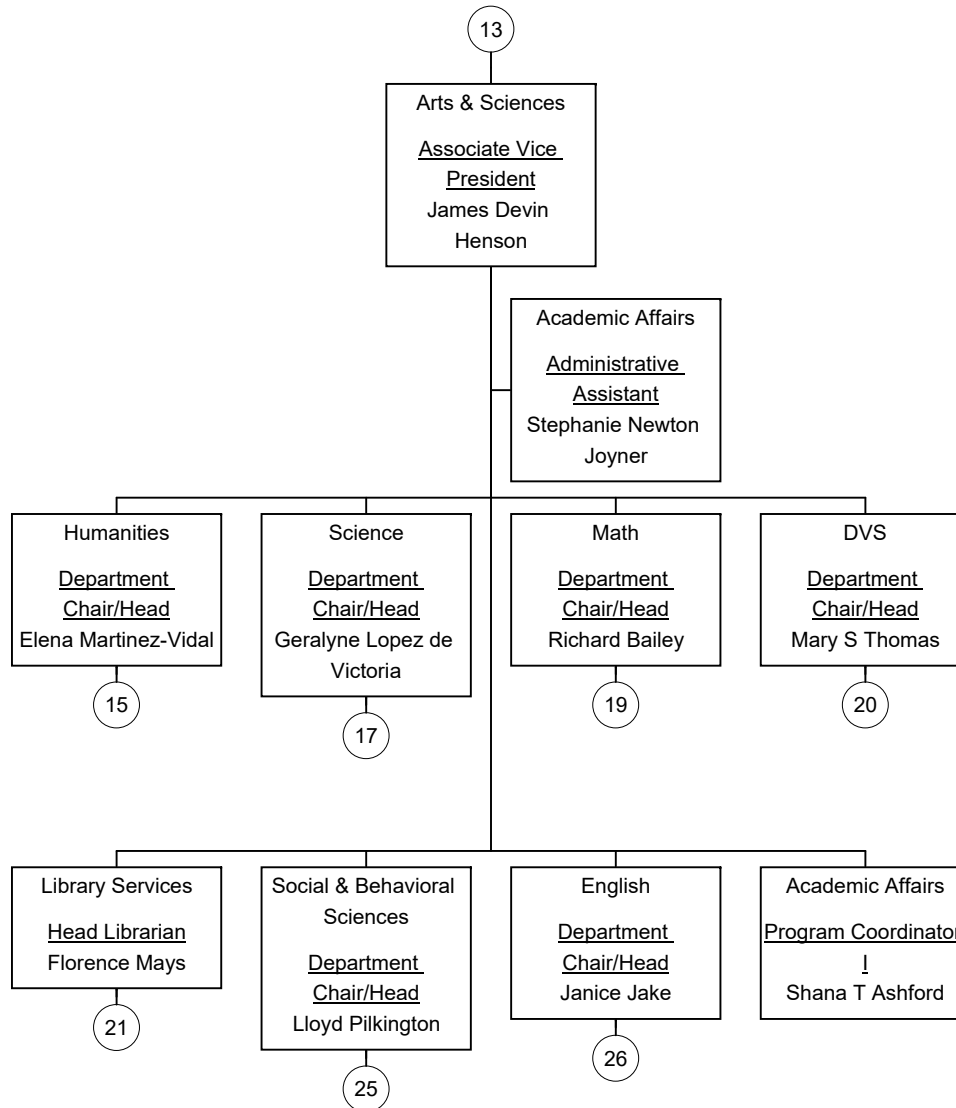 13
Arts & Sciences
Associate Vice
President
James Devin
Henson
Academic Affairs
Administrative
Assistant
Stephanie Newton
Joyner
Humanities
Department
Chair/Head
Elena Martinez-Vidal
15
Science
Department
Chair/Head
Geralyne Lopez de
Victoria
17
Math
Department
Chair/Head
Richard Bailey
19
DVS
Department
Chair/Head
Mary S Thomas
20
Library Services
Head Librarian
Florence Mays
21
Social & Behavioral
Sciences
Department
Chair/Head
Lloyd Pilkington
25
English
Department
Chair/Head
Janice Jake
26
Academic Affairs
Program Coordinator
I
Shana T Ashford